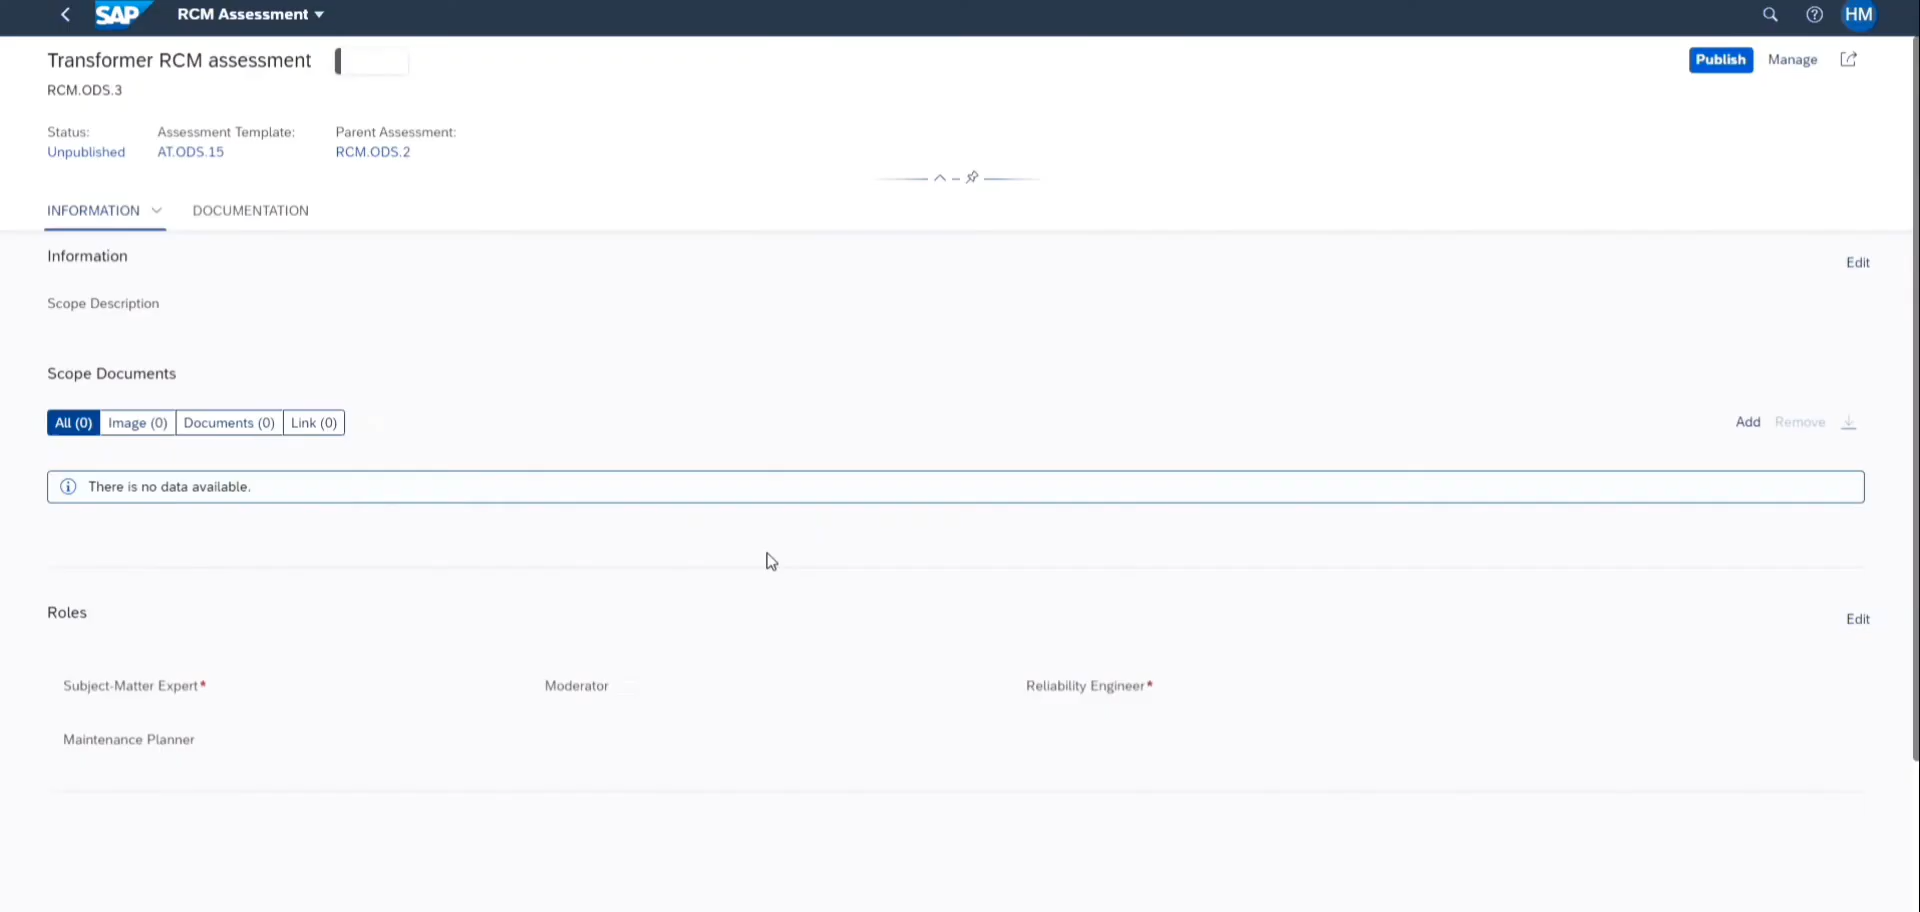 SAP RCM Assessment HM
Transformer RCM assessment Publish Manage
RCM.ODS.3
Status: Assessment Template: Parent Assessment:
Unpublished AT.ODS.15 RCM.ODS.2
INFORMATION DOCUMENTATION
Information Edit
Scope Description
Scope Documents
All (0) Image (0) Documents (0) Link (0) Add Remove
There is no data available.
Roles Edit
Subject-Matter Expert* Moderator Reliability Engineer*
Maintenance Planner